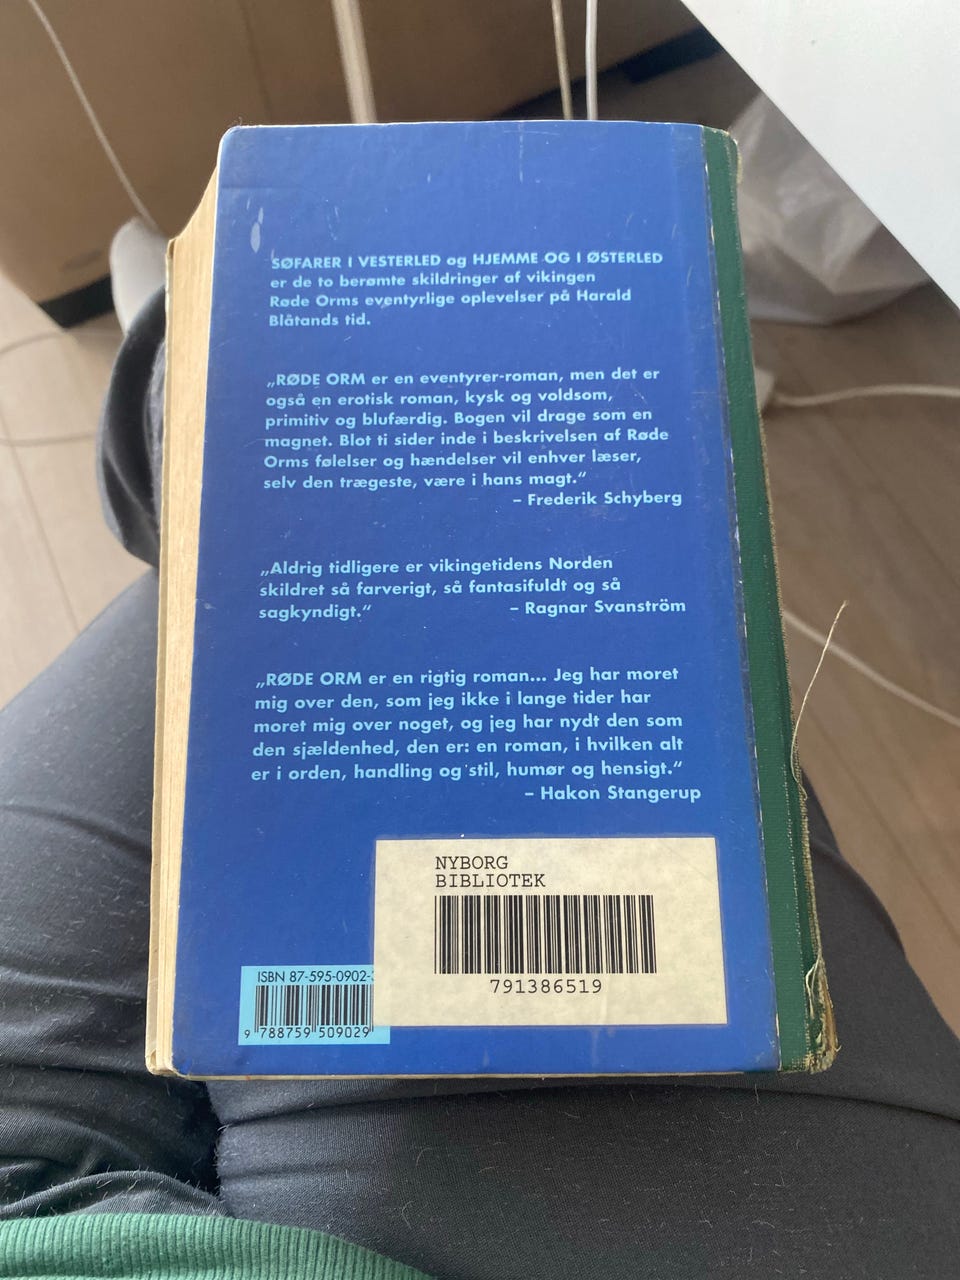 SØFARER I VESTERLED og HJEMME OG I ØSTERLED
er de to berømte skildringer af vikingen
Røde Orms eventyrlige oplevelser på Harald
Blåtands tid.
„RØDE ORM er en eventyrer-roman, men det er
også en erotisk roman, kysk og voldsom,
primitiv og blufærdig. Bogen vil drage som en
magnet. Blot ti sider inde i beskrivelsen af Røde
Orms følelser og hændelser vil enhver læser,
selv den trægeste, være i hans magt.“
– Frederik Schyberg
„Aldrig tidligere er vikingetidens Norden
skildret så farverigt, så fantasifuldt og så
sagkyndigt.“ – Ragnar Svanström
„RØDE ORM er en rigtig roman... Jeg har moret
mig over den, som jeg ikke i lange tider har
moret mig over noget, og jeg har nydt den som
den sjældenhed, den er: en roman, i hvilken alt
er i orden, handling og stil, humør og hensigt.“
– Hakon Stangerup
NYBORG
BIBLIOTEK
791386519
ISBN 87-595-0902-
9 788759 509029